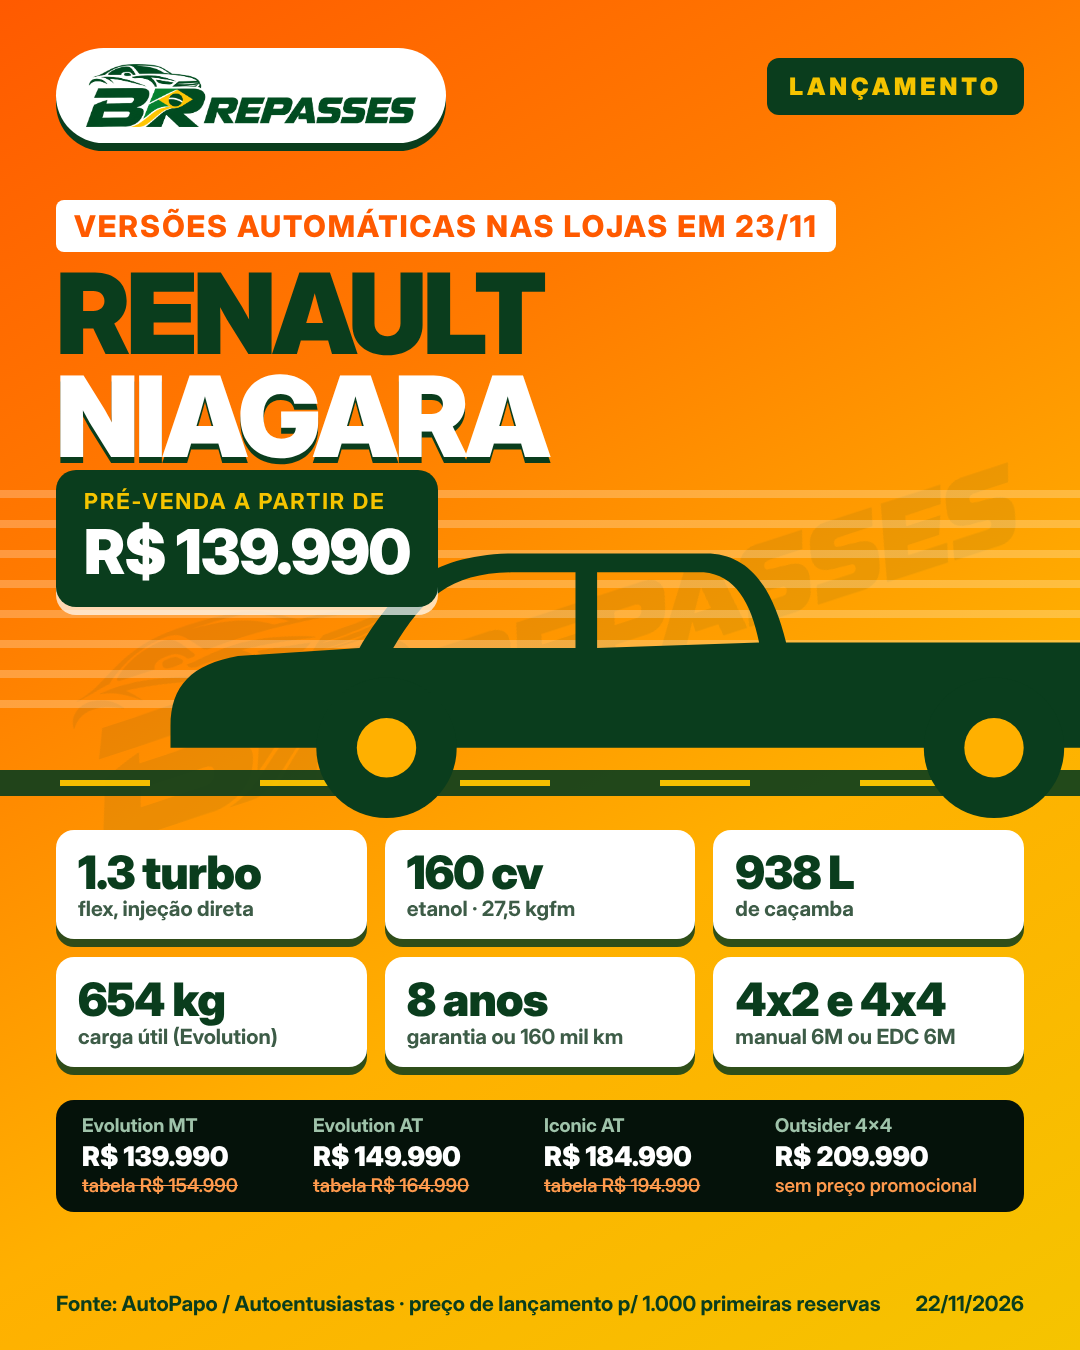 BR REPASSES
LANÇAMENTO
VERSÕES AUTOMÁTICAS NAS LOJAS EM 23/11
RENAULT
NIAGARA
PRÉ-VENDA A PARTIR DE
R$ 139.990
BR REPASSES
1.3 turbo
flex, injeção direta
160 cv
etanol · 27,5 kgfm
938 L
de caçamba
654 kg
carga útil (Evolution)
8 anos
garantia ou 160 mil km
4x2 e 4x4
manual 6M ou EDC 6M
Evolution MT
R$ 139.990
tabela R$ 154.990
Evolution AT
R$ 149.990
tabela R$ 164.990
Iconic AT
R$ 184.990
tabela R$ 194.990
Outsider 4×4
R$ 209.990
sem preço promocional
Fonte: AutoPapo / Autoentusiastas · preço de lançamento p/ 1.000 primeiras reservas
22/11/2026